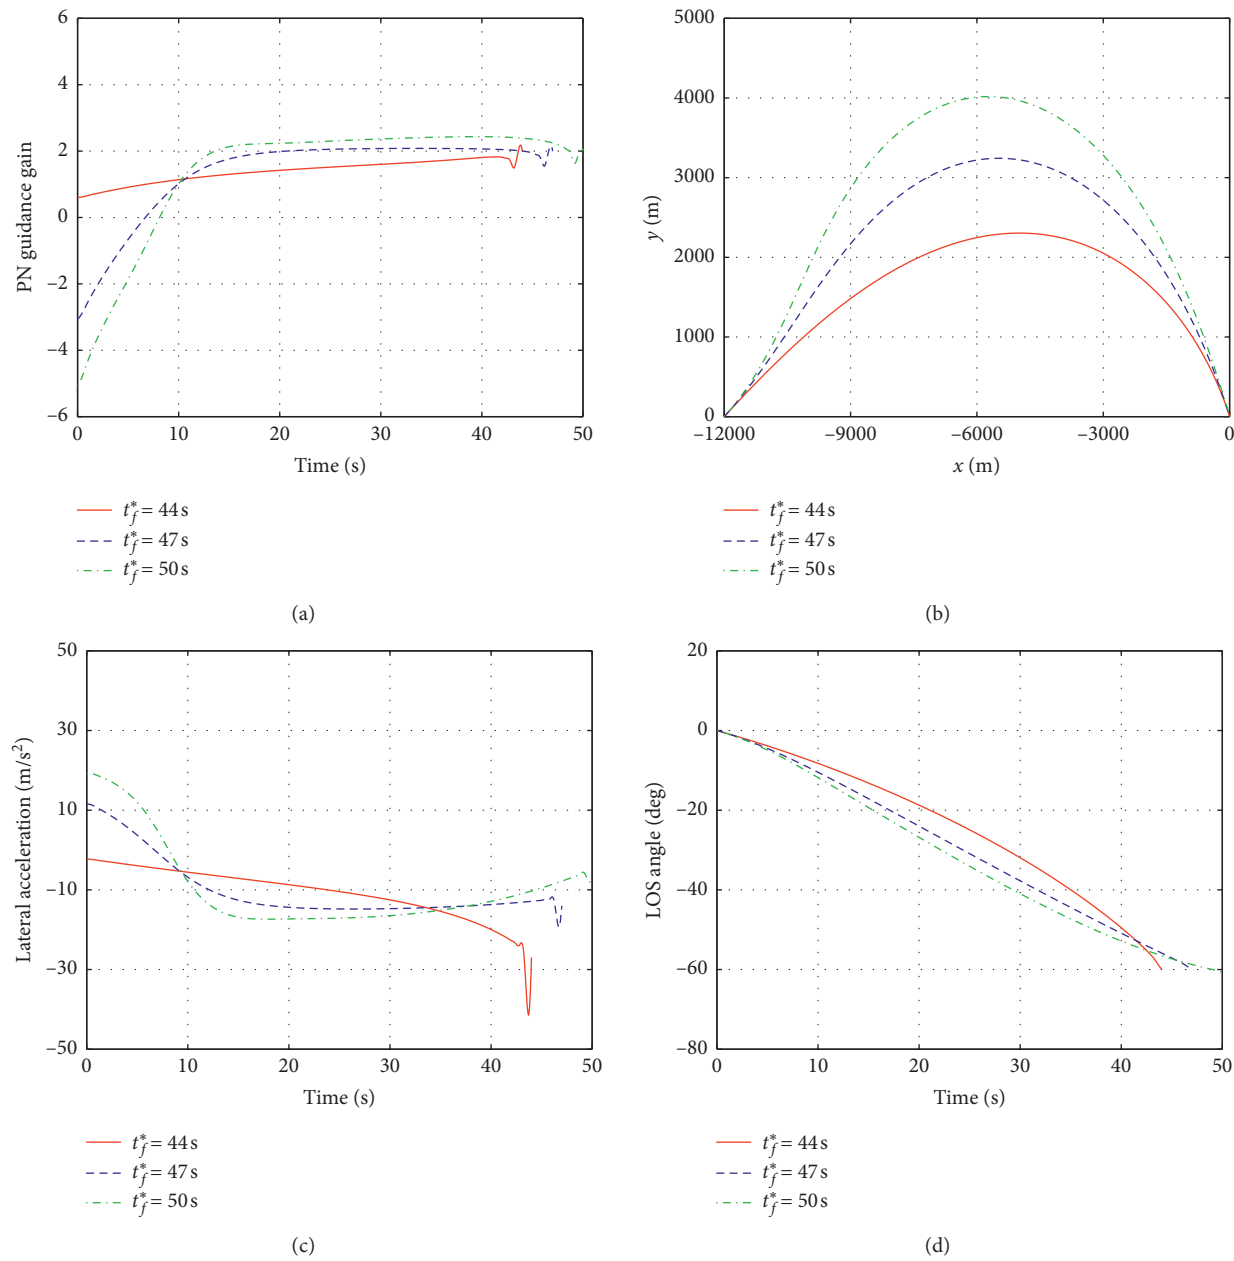 6
4
2
0
−2
−4
−6
PN guidance gain
0 10 20 30 40 50
Time (s)
t*f = 44 s
t*f = 47 s
t*f = 50 s
(a)
5000
4000
3000
2000
1000
0
y (m)
−12000 −9000 −6000 −3000 0
x (m)
t*f = 44 s
t*f = 47 s
t*f = 50 s
(b)
50
30
10
−10
−30
−50
Lateral acceleration (m/s²)
0 10 20 30 40 50
Time (s)
t*f = 44 s
t*f = 47 s
t*f = 50 s
(c)
20
0
−20
−40
−60
−80
LOS angle (deg)
0 10 20 30 40 50
Time (s)
t*f = 44 s
t*f = 47 s
t*f = 50 s
(d)